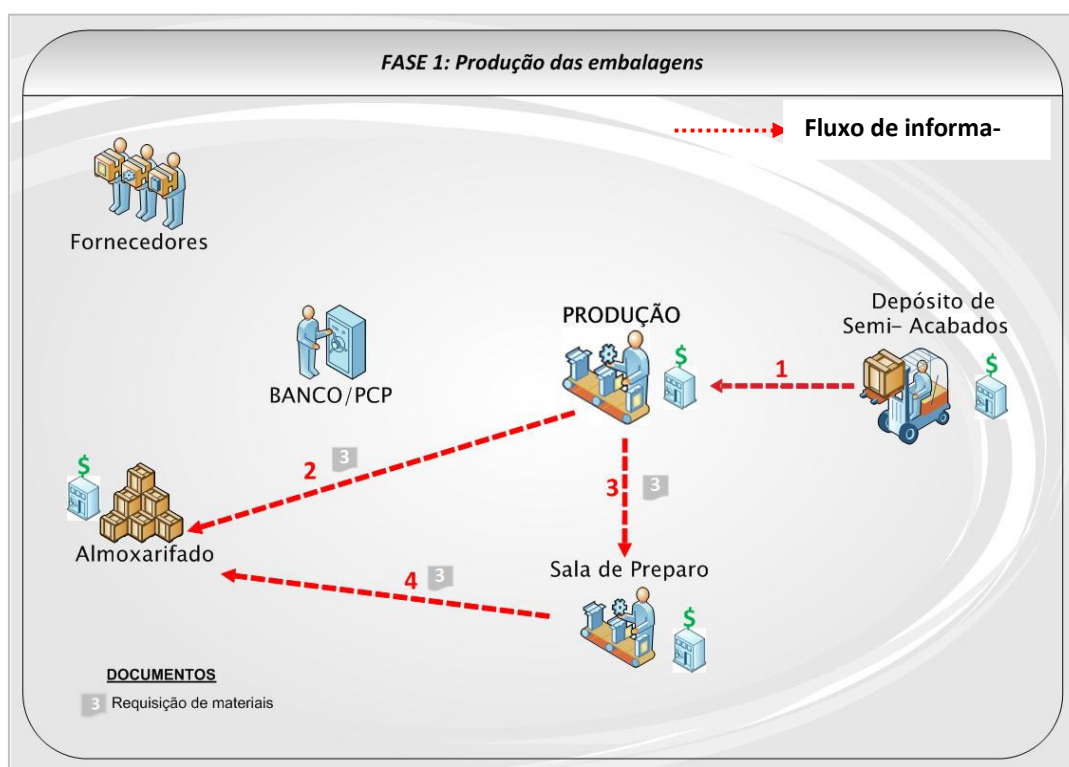 FASE 1: Produção das embalagens
Fluxo de informa-
Fornecedores
Depósito de
Semi- Acabados
PRODUÇÃO
$
$
1
BANCO/PCP
2
3
$
3
3
Almoxarifado
Sala de Preparo
4
3
$
DOCUMENTOS
3 Requisição de materiais